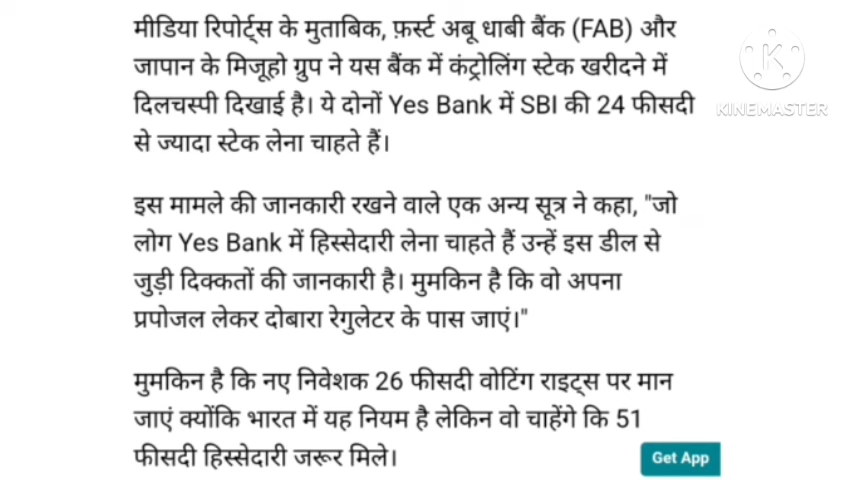 मीडिया रिपोर्ट्स के मुताबिक, फ़र्स्ट अबू धाबी बैंक (FAB) और
जापान के मिजूहो ग्रुप ने यस बैंक में कंट्रोलिंग स्टेक खरीदने में
दिलचस्पी दिखाई है। ये दोनों Yes Bank में SBI की 24 फीसदी
से ज्यादा स्टेक लेना चाहते हैं।
इस मामले की जानकारी रखने वाले एक अन्य सूत्र ने कहा, "जो
लोग Yes Bank में हिस्सेदारी लेना चाहते हैं उन्हें इस डील से
जुड़ी दिक्कतों की जानकारी है। मुमकिन है कि वो अपना
प्रपोजल लेकर दोबारा रेगुलेटर के पास जाएं।"
मुमकिन है कि नए निवेशक 26 फीसदी वोटिंग राइट्स पर मान
जाएं क्योंकि भारत में यह नियम है लेकिन वो चाहेंगे कि 51
फीसदी हिस्सेदारी जरूर मिले।
Get App
K
KINEMASTER